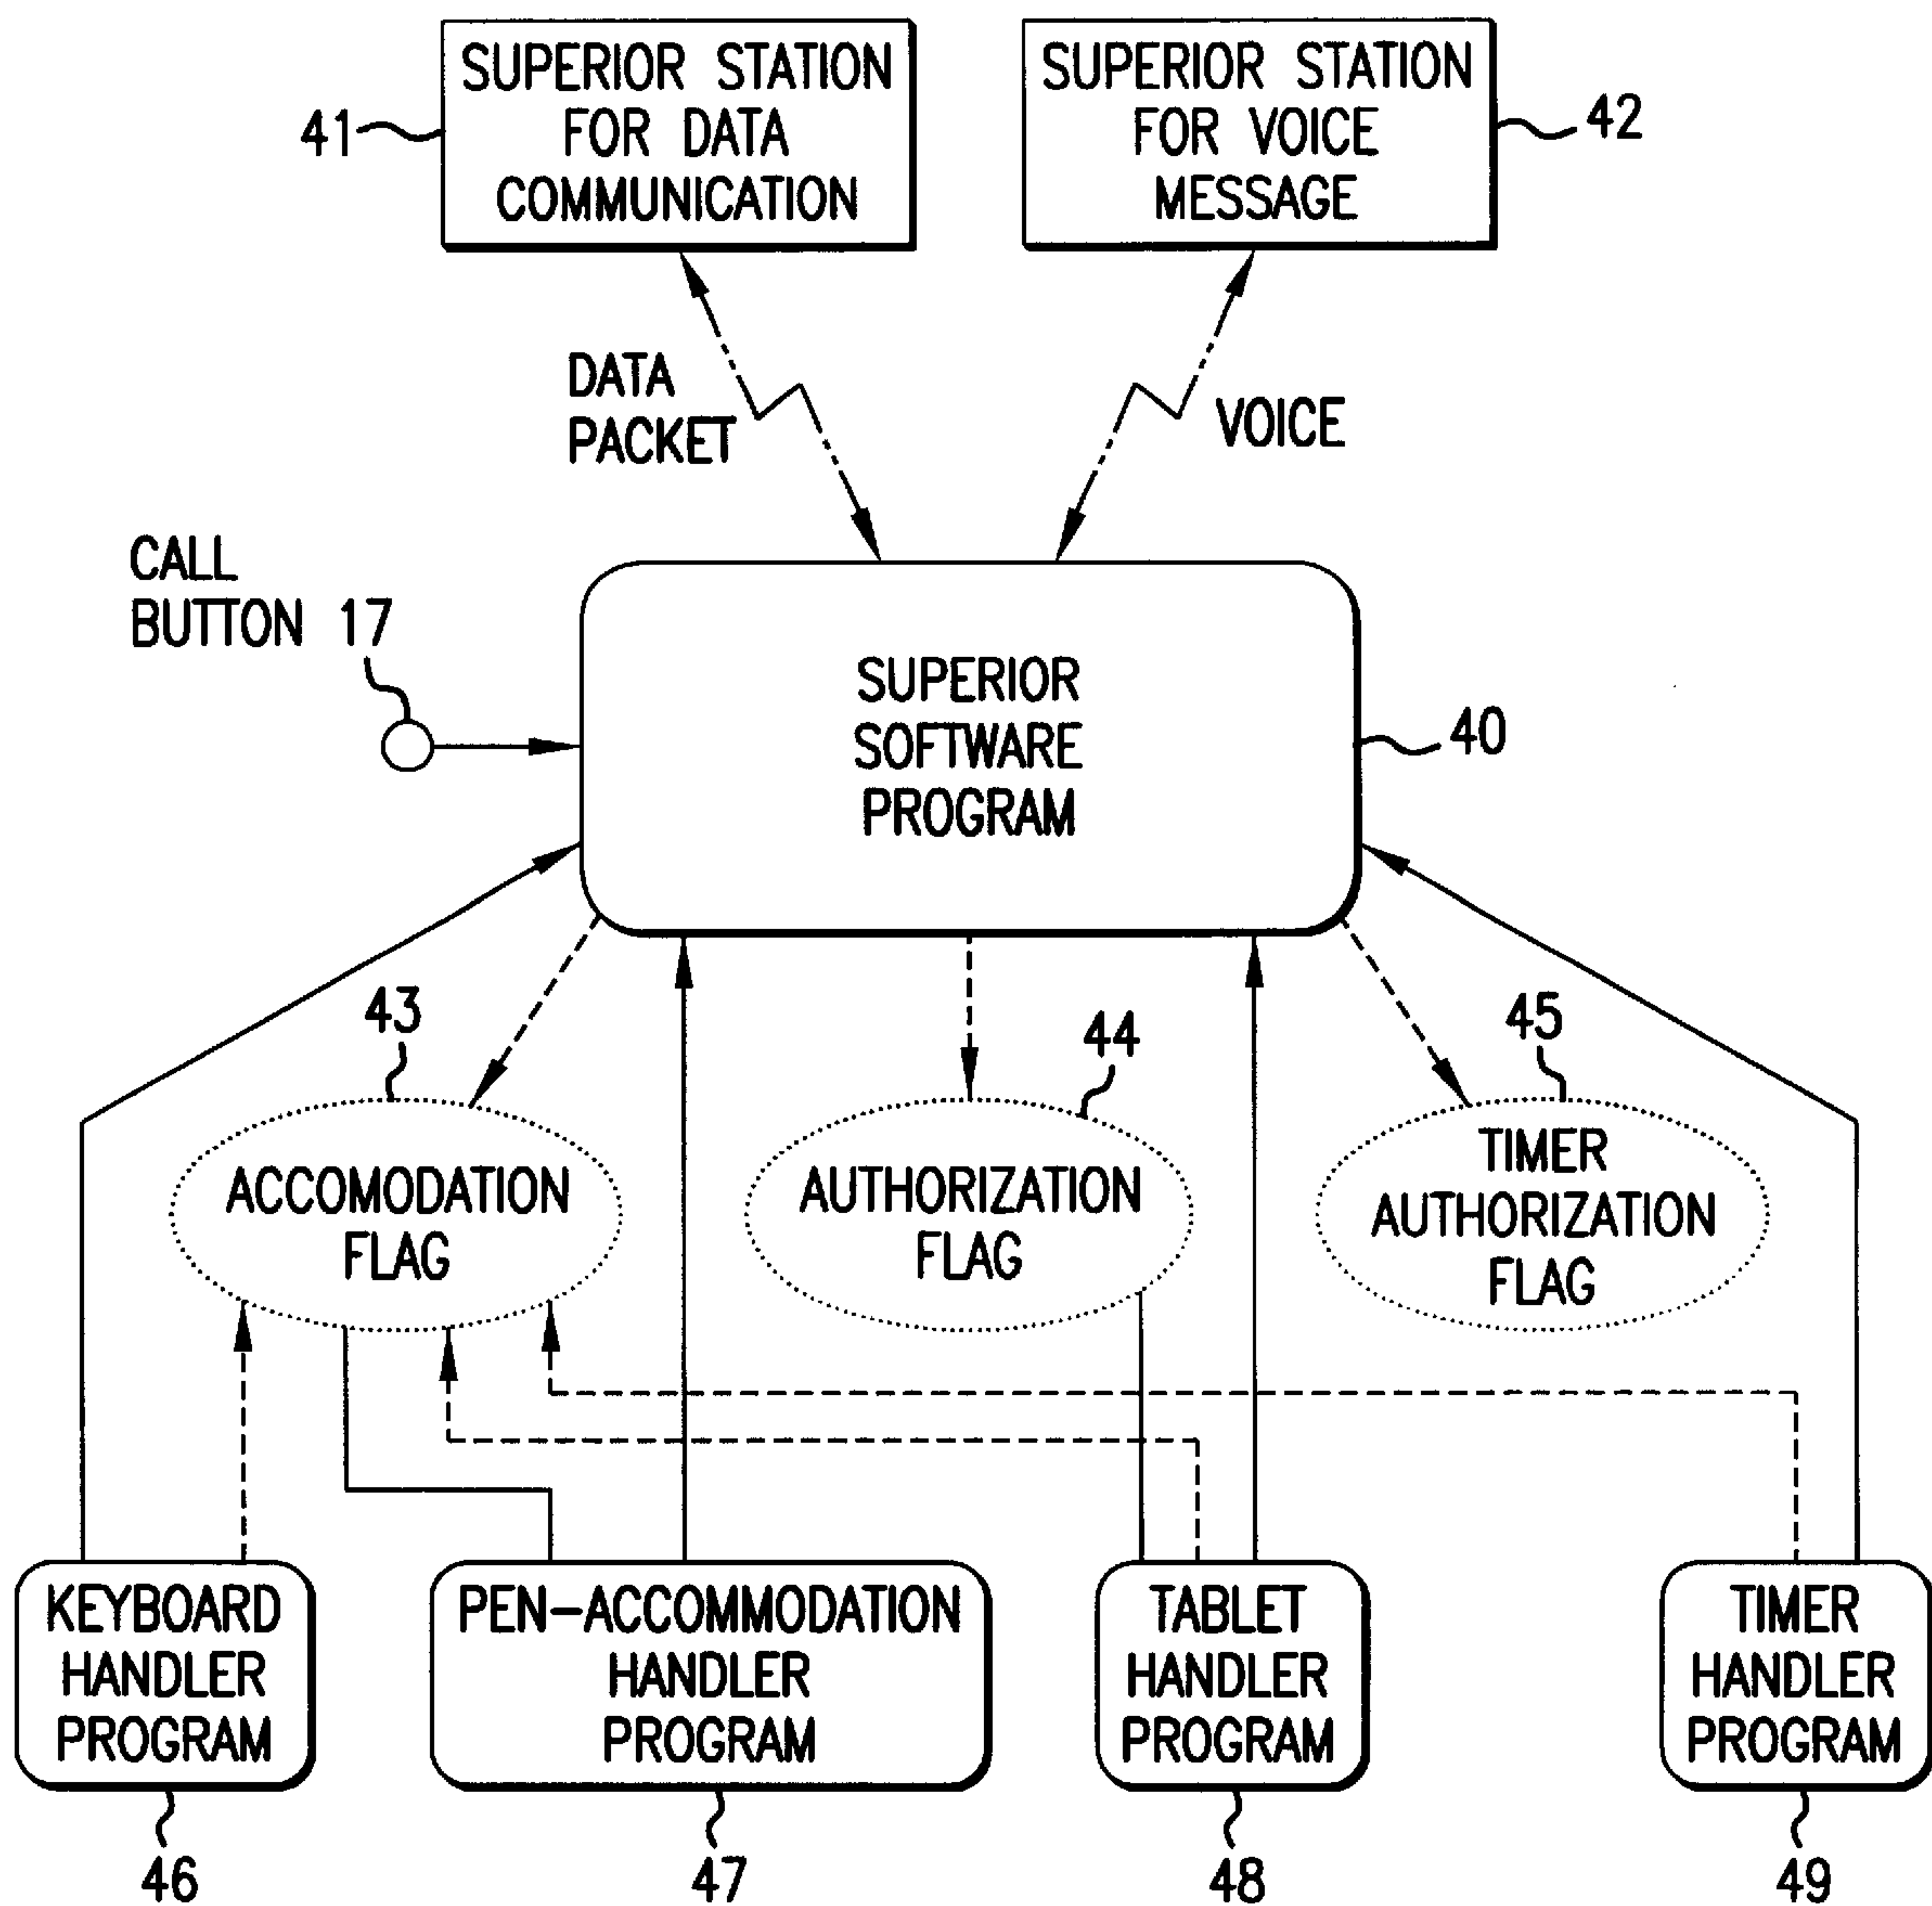 SUPERIOR STATION
FOR DATA
COMMUNICATION
41
SUPERIOR STATION
FOR VOICE
MESSAGE
42
DATA
PACKET
VOICE
CALL
BUTTON 17
SUPERIOR
SOFTWARE
PROGRAM
40
43
44
45
ACCOMODATION
FLAG
AUTHORIZATION
FLAG
TIMER
AUTHORIZATION
FLAG
KEYBOARD
HANDLER
PROGRAM
PEN-ACCOMMODATION
HANDLER
PROGRAM
TABLET
HANDLER
PROGRAM
TIMER
HANDLER
PROGRAM
46
47
48
49